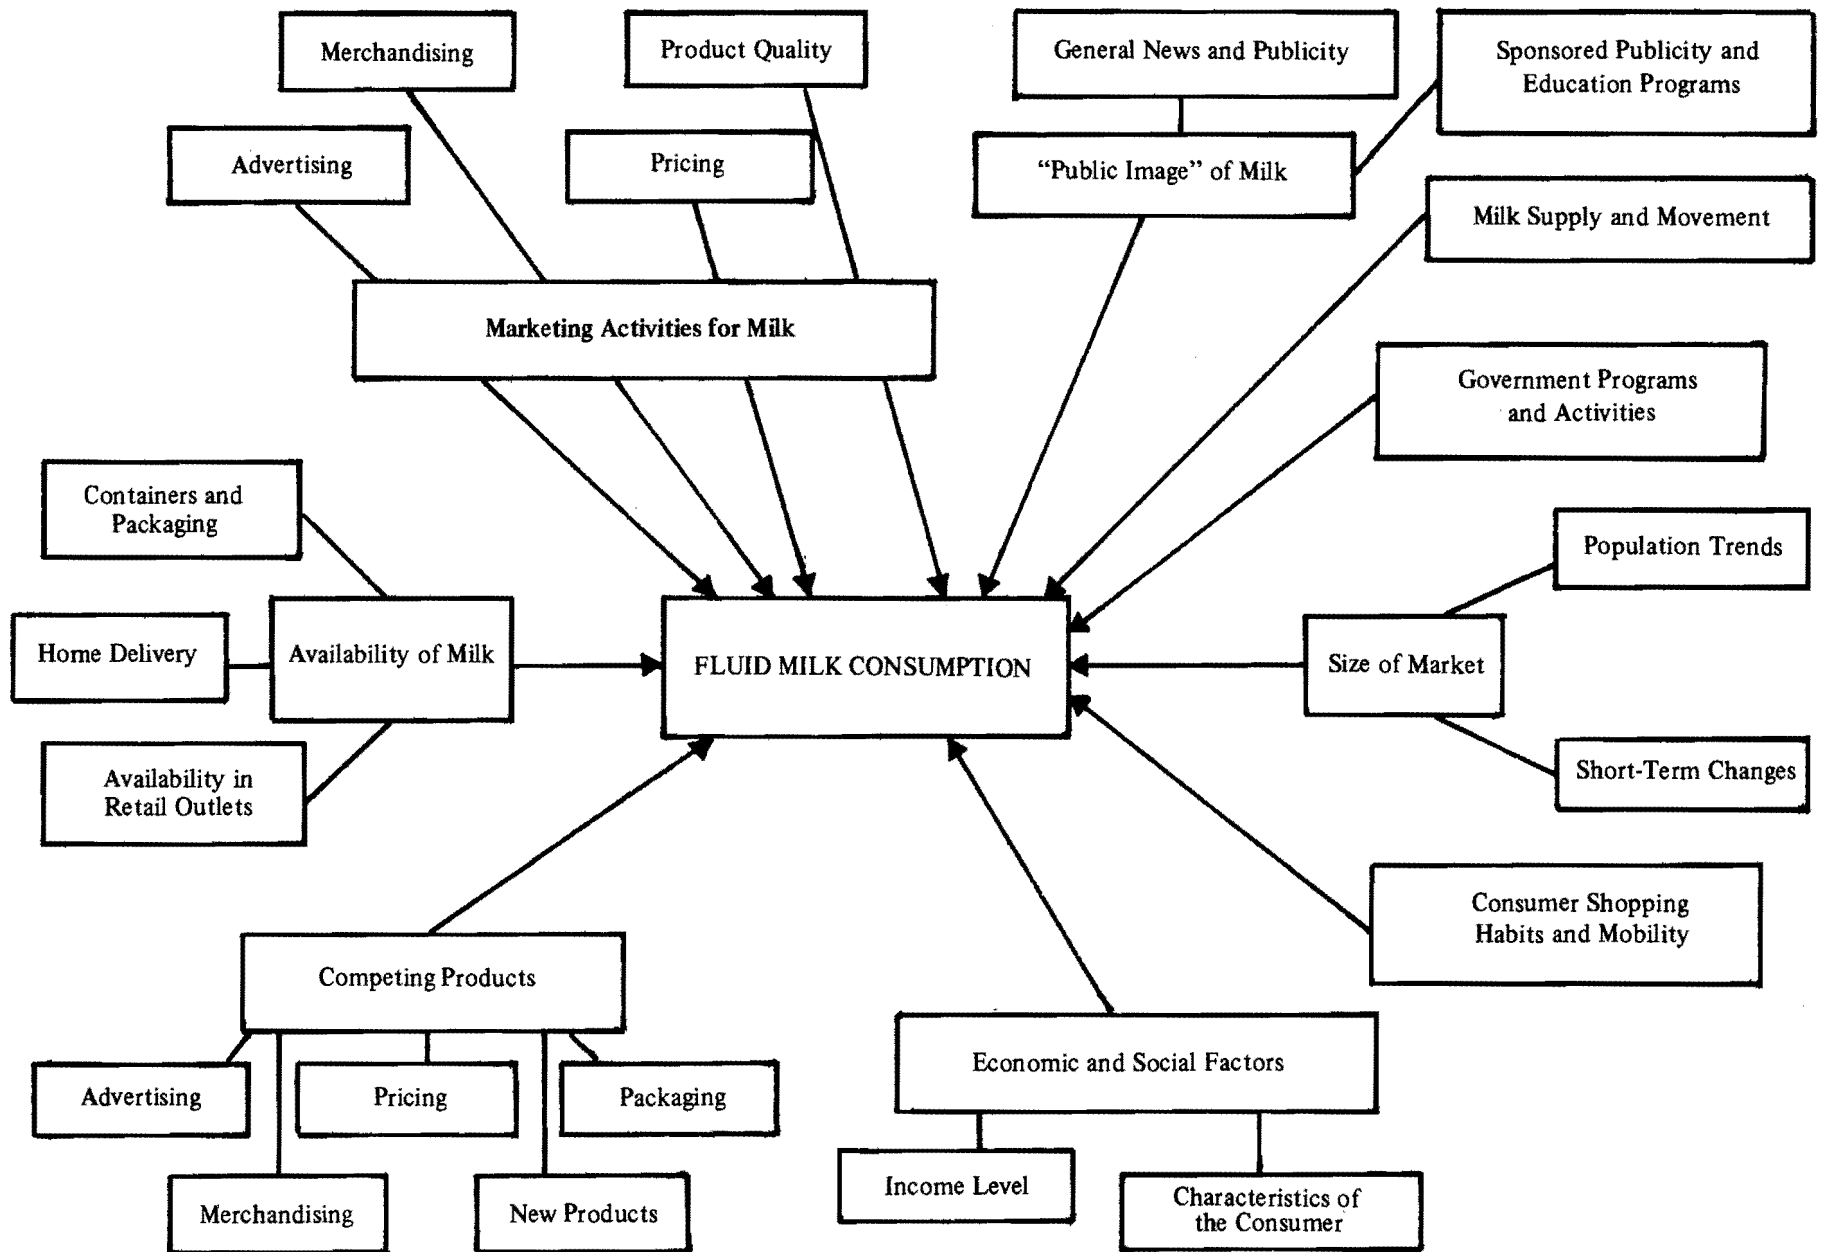 Merchandising
Product Quality
General News and Publicity
Sponsored Publicity and
Education Programs
Advertising
Pricing
“Public Image” of Milk
Milk Supply and Movement
Marketing Activities for Milk
Government Programs
and Activities
Containers and
Packaging
Population Trends
Home Delivery
Availability of Milk
FLUID MILK CONSUMPTION
Size of Market
Availability in
Retail Outlets
Short-Term Changes
Consumer Shopping
Habits and Mobility
Competing Products
Economic and Social Factors
Advertising
Pricing
Packaging
Merchandising
New Products
Income Level
Characteristics of
the Consumer